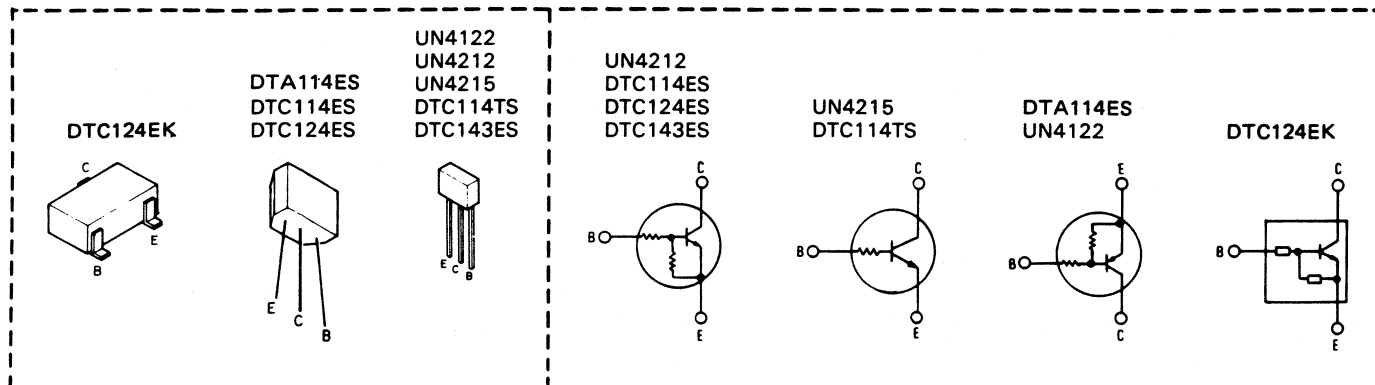 DTC124EK
C
E
B
DTA114ES
DTC114ES
DTC124ES
E
C
B
UN4122
UN4212
UN4215
DTC114TS
DTC143ES
E
C
B
UN4212
DTC114ES
DTC124ES
DTC143ES
C
B
E
UN4215
DTC114TS
C
B
E
DTA114ES
UN4122
E
B
C
DTC124EK
C
B
E